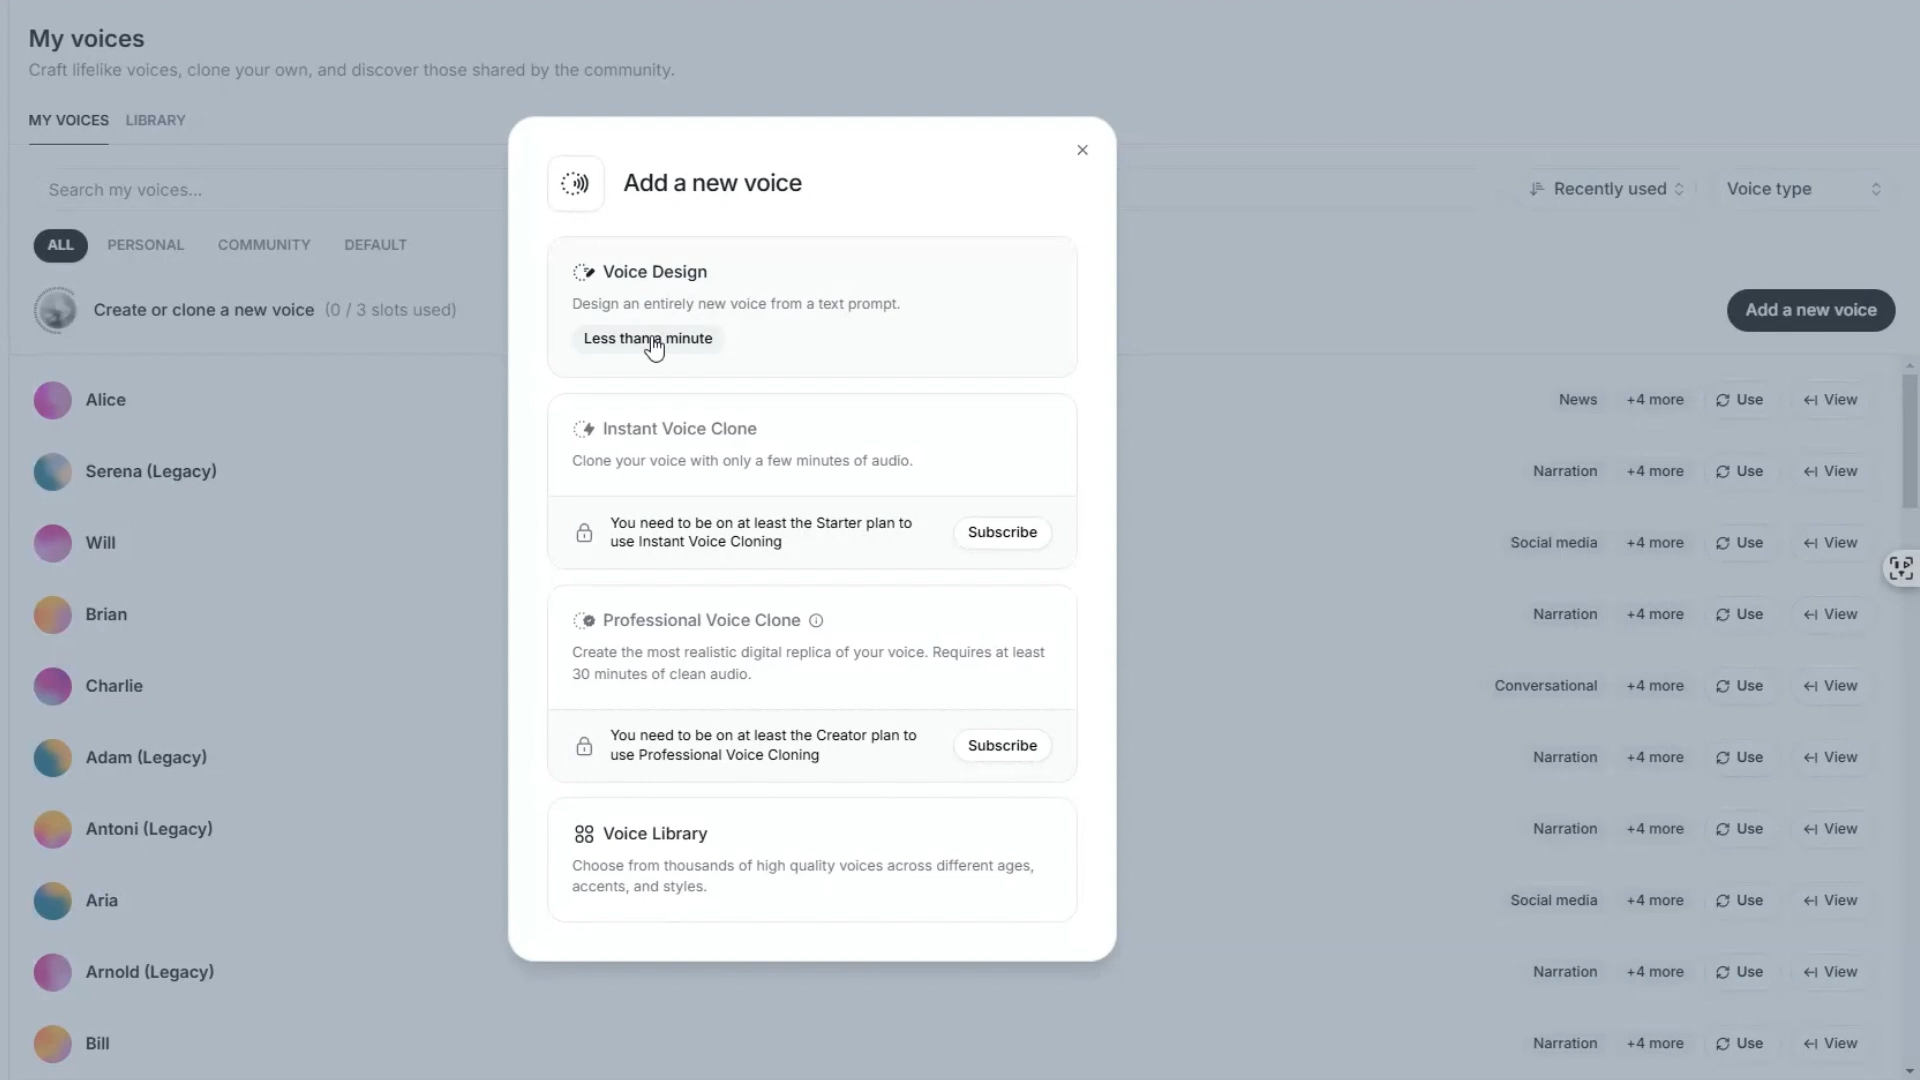 My voices
Craft lifelike voices, clone your own, and discover those shared by the community.
MY VOICES LIBRARY
Search my voices...
Recently used
Voice type
ALL PERSONAL COMMUNITY DEFAULT
Create or clone a new voice (0 / 3 slots used)
Add a new voice
Alice News +4 more Use View
Serena (Legacy) Narration +4 more Use View
Will Social media +4 more Use View
Brian Narration +4 more Use View
Charlie Conversational +4 more Use View
Adam (Legacy) Narration +4 more Use View
Antoni (Legacy) Narration +4 more Use View
Aria Social media +4 more Use View
Arnold (Legacy) Narration +4 more Use View
Bill Narration +4 more Use View
Add a new voice
Voice Design
Design an entirely new voice from a text prompt.
Less than a minute
Instant Voice Clone
Clone your voice with only a few minutes of audio.
You need to be on at least the Starter plan to
use Instant Voice Cloning
Subscribe
Professional Voice Clone
Create the most realistic digital replica of your voice. Requires at least
30 minutes of clean audio.
You need to be on at least the Creator plan to
use Professional Voice Cloning
Subscribe
Voice Library
Choose from thousands of high quality voices across different ages,
accents, and styles.